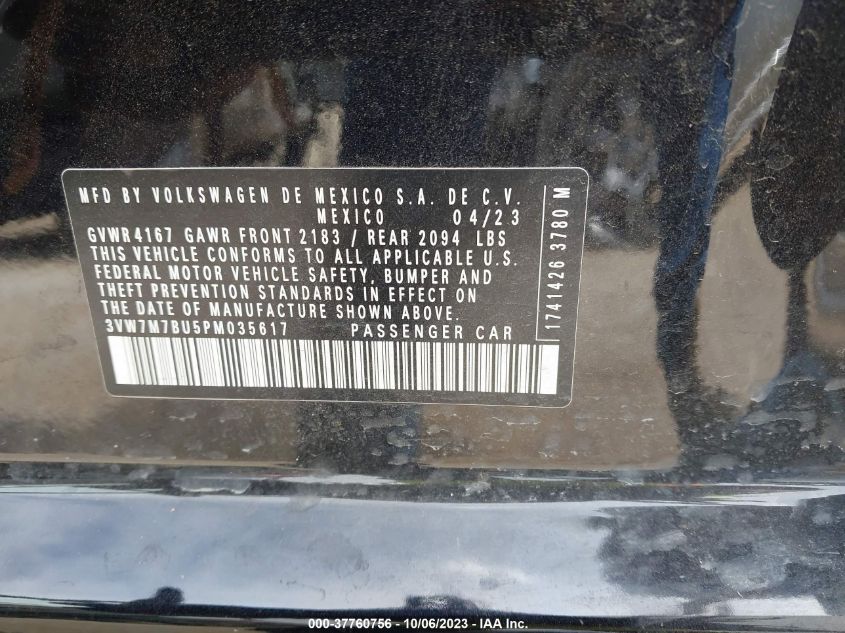 MFD BY VOLKSWAGEN DE MEXICO S.A. DE C.V.
MEXICO 04/23
GVWR 4167 GAWR FRONT 2183 / REAR 2094 LBS
THIS VEHICLE CONFORMS TO ALL APPLICABLE U.S.
FEDERAL MOTOR VEHICLE SAFETY, BUMPER AND
THEFT PREVENTION STANDARDS IN EFFECT ON
THE DATE OF MANUFACTURE SHOWN ABOVE.
3VW7M7BU5PM035617 PASSENGER CAR
1741426 3780 M
000-37760756 - 10/06/2023 - IAA Inc.